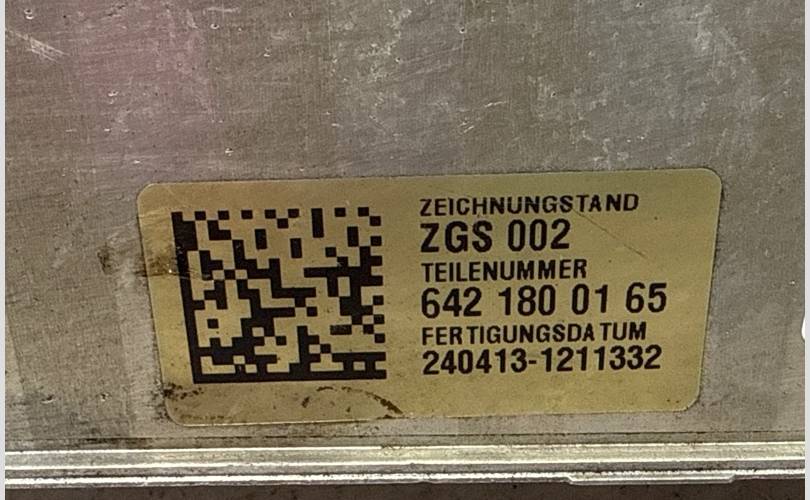 ZEICHNUNGSTAND
ZGS 002
TEILENUMMER
642 180 01 65
FERTIGUNGSDATUM
240413-1211332